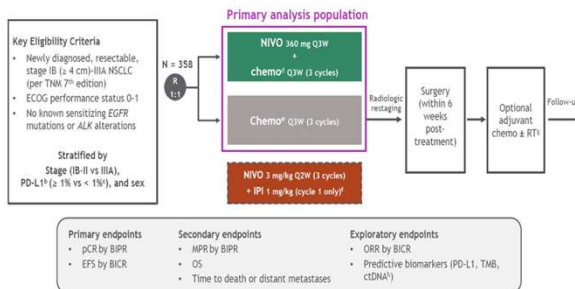 Primary analysis population
Key Eligibility Criteria
• Newly diagnosed, resectable,
stage IB (≥ 4 cm)-IIIA NSCLC
(per TNM 7th edition)
• ECOG performance status 0-1
• No known sensitizing EGFR
mutations or ALK alterations
Stratified by
Stage (IB-II vs IIIA),
PD-L1b (≥ 1% vs < 1%c), and sex
N = 358
R
1:1
NIVO 360 mg Q3W
+
chemod Q3W (3 cycles)
Chemoe Q3W (3 cycles)
NIVO 3 mg/kg Q2W (3 cycles)
+ IPI 1 mg/kg (cycle 1 only)f
Radiologic
restaging
Surgery
(within 6
weeks
post-
treatment)
Optional
adjuvant
chemo ± RTg
Follow-u
Primary endpoints
• pCR by BIPR
• EFS by BICR
Secondary endpoints
• MPR by BIPR
• OS
• Time to death or distant metastases
Exploratory endpoints
• ORR by BICR
• Predictive biomarkers (PD-L1, TMB,
ctDNAh)